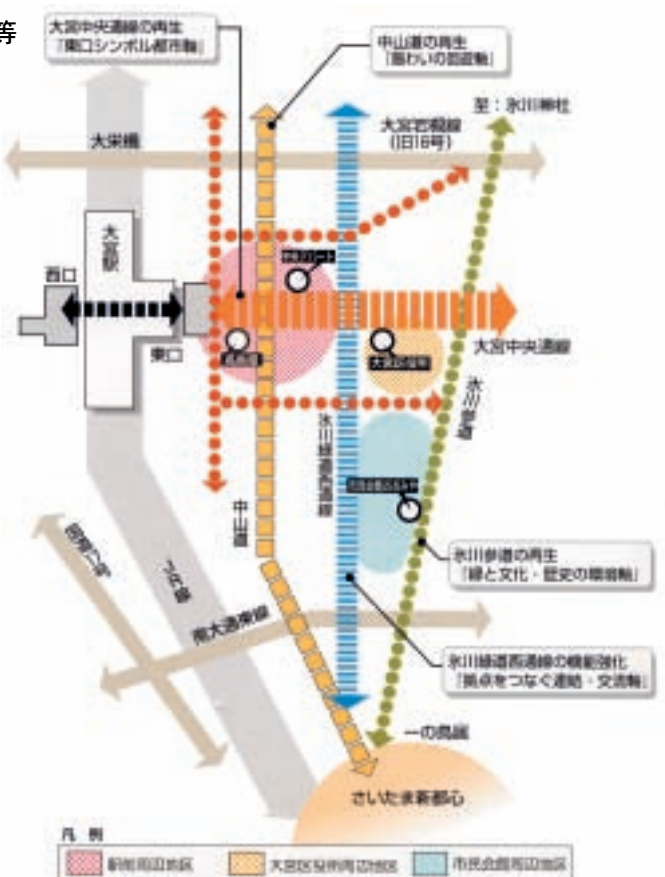 等
大宮中央通線の再生
「東口シンボル都市軸」
中山道の再生
「賑わいの回遊軸」
至：氷川神社
大栄橋
大宮岩槻線
(旧16号)
大宮駅
西口
東口
大宮中央通線
大宮区役所
氷川参道
氷川緑道西通線
中山道
氷川参道の再生
「緑と文化・歴史の環境軸」
南大通東線
氷川緑道西通線の機能強化
「拠点をつなぐ連結・交流軸」
一の鳥居
さいたま新都心
凡 例
駅前周辺地区
大宮区役所周辺地区
市民会館周辺地区